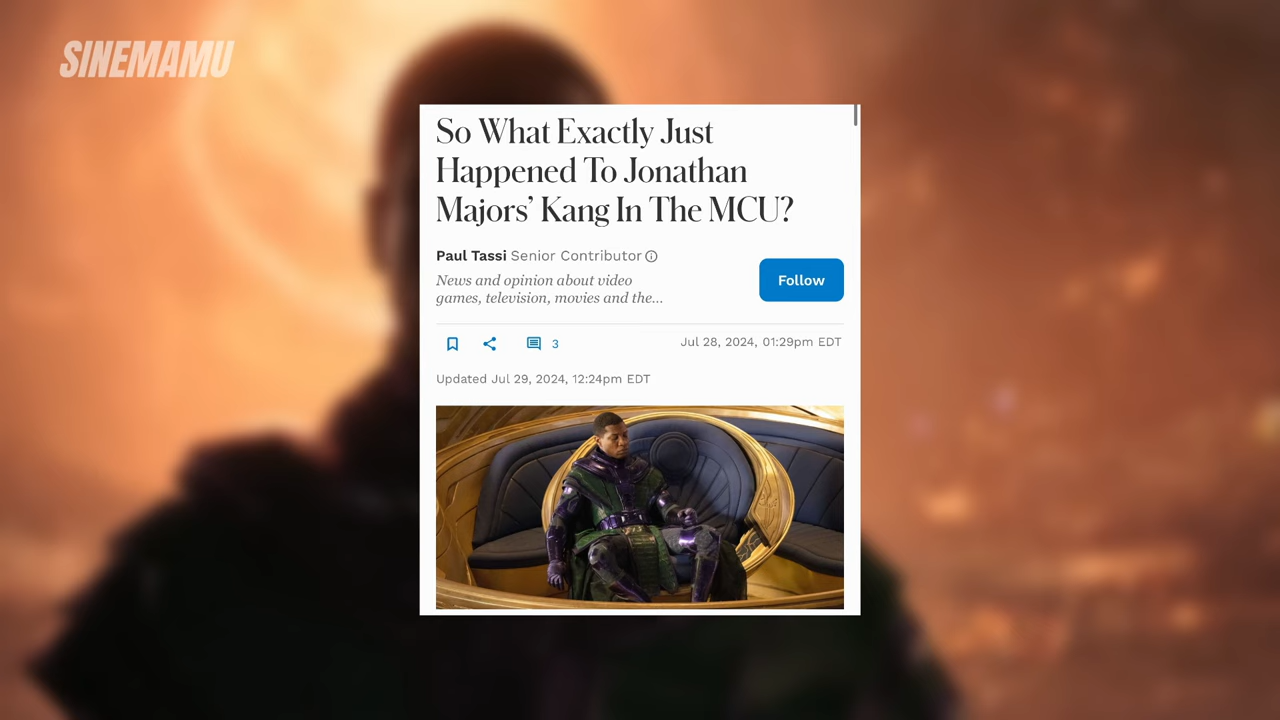 SINEMAMU
So What Exactly Just
Happened To Jonathan
Majors’ Kang In The MCU?
Paul Tassi Senior Contributor
News and opinion about video
games, television, movies and the...
Follow
3
Jul 28, 2024, 01:29pm EDT
Updated Jul 29, 2024, 12:24pm EDT